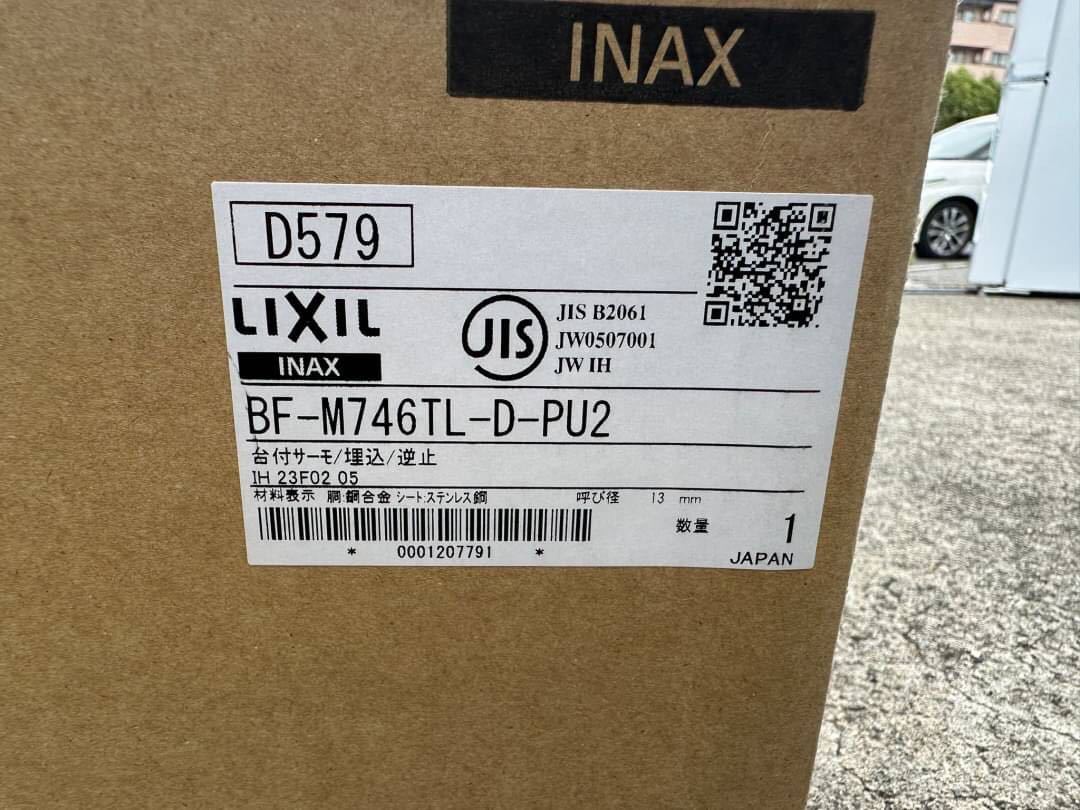 INAX
D579
LIXIL
INAX
JIS
JIS B2061
JW0507001
JW IH
BF-M746TL-D-PU2
台付サーモ/埋込/逆止
IH 23F02 05
材料表示 胴:銅合金 シート:ステンレス鋼 呼び径 13 mm
数量 1
* 0001207791 *
JAPAN